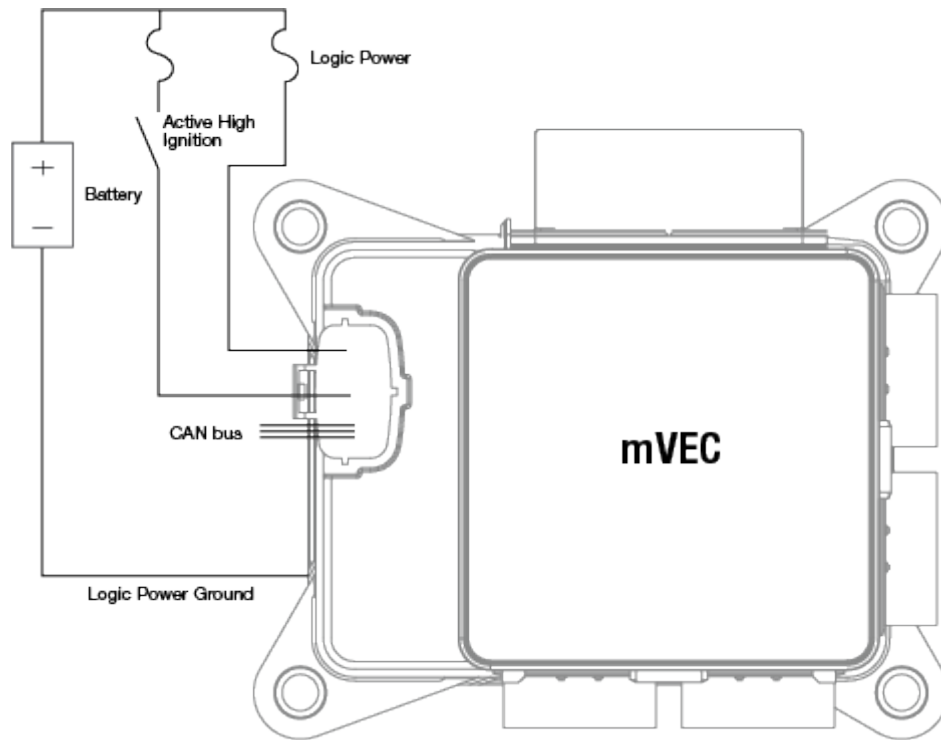 Logic Power
Active High
Ignition
+
Battery
−
CAN bus
mVEC
Logic Power Ground